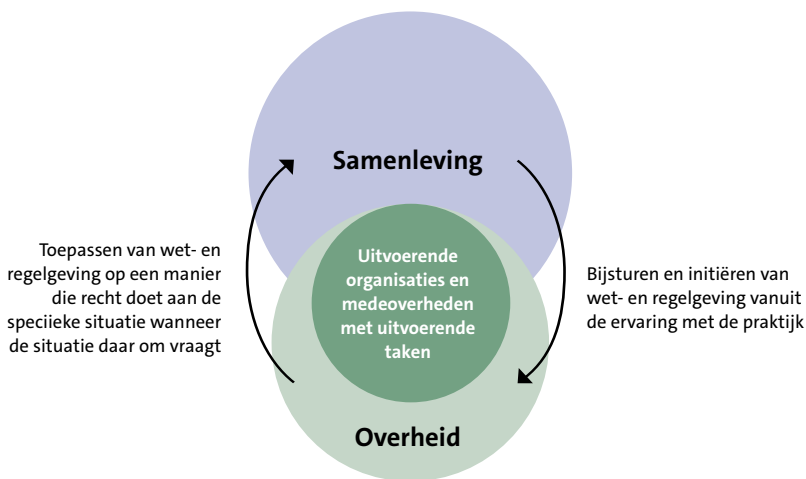 Samenleving
Toepassen van wet- en
regelgeving op een manier
die recht doet aan de
speciieke situatie wanneer
de situatie daar om vraagt
Uitvoerende
organisaties en
medeoverheden
met uitvoerende
taken
Bijsturen en initiëren van
wet- en regelgeving vanuit
de ervaring met de praktijk
Overheid